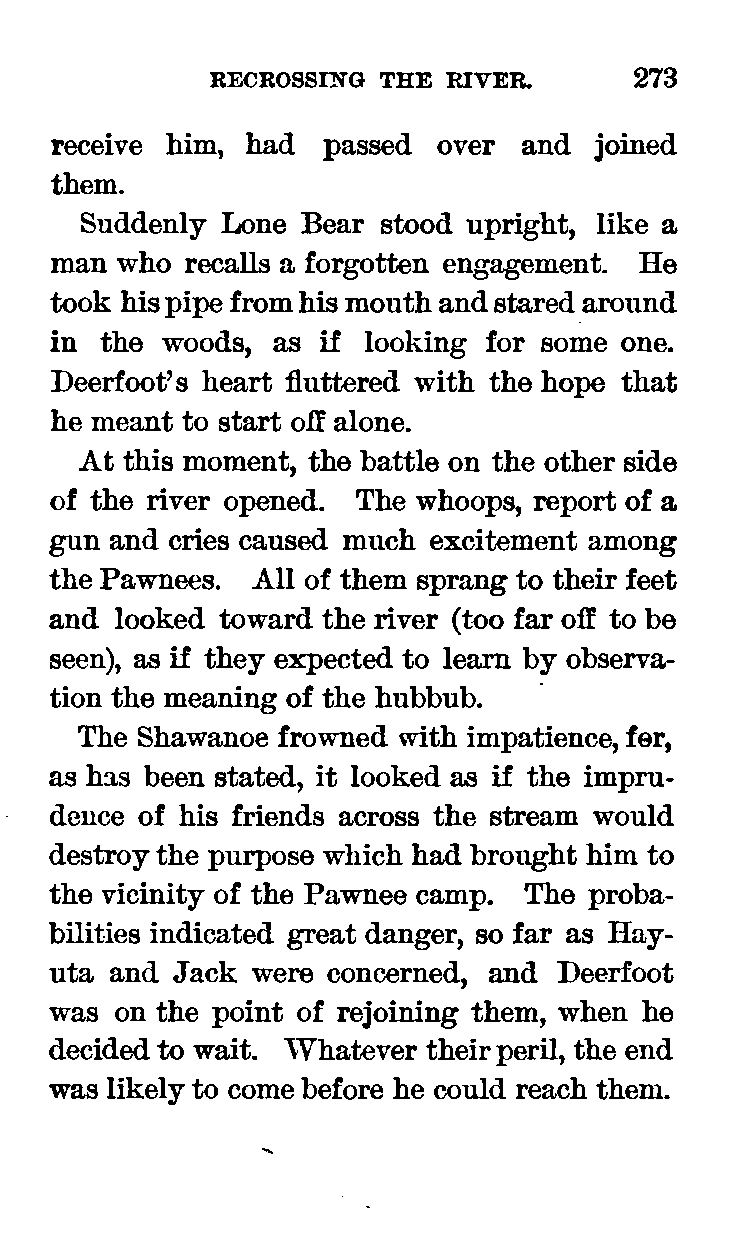 RECROSSING THE RIVER. 273
receive him, had passed over and joined
them.
Suddenly Lone Bear stood upright, like a
man who recalls a forgotten engagement. He
took his pipe from his mouth and stared around
in the woods, as if looking for some one.
Deerfoot's heart fluttered with the hope that
he meant to start off alone.
At this moment, the battle on the other side
of the river opened. The whoops, report of a
gun and cries caused much excitement among
the Pawnees. All of them sprang to their feet
and looked toward the river (too far off to be
seen), as if they expected to learn by observa-
tion the meaning of the hubbub.
The Shawanoe frowned with impatience, for,
as has been stated, it looked as if the impru-
dence of his friends across the stream would
destroy the purpose which had brought him to
the vicinity of the Pawnee camp. The proba-
bilities indicated great danger, so far as Hay-
uta and Jack were concerned, and Deerfoot
was on the point of rejoining them, when he
decided to wait. Whatever their peril, the end
was likely to come before he could reach them.